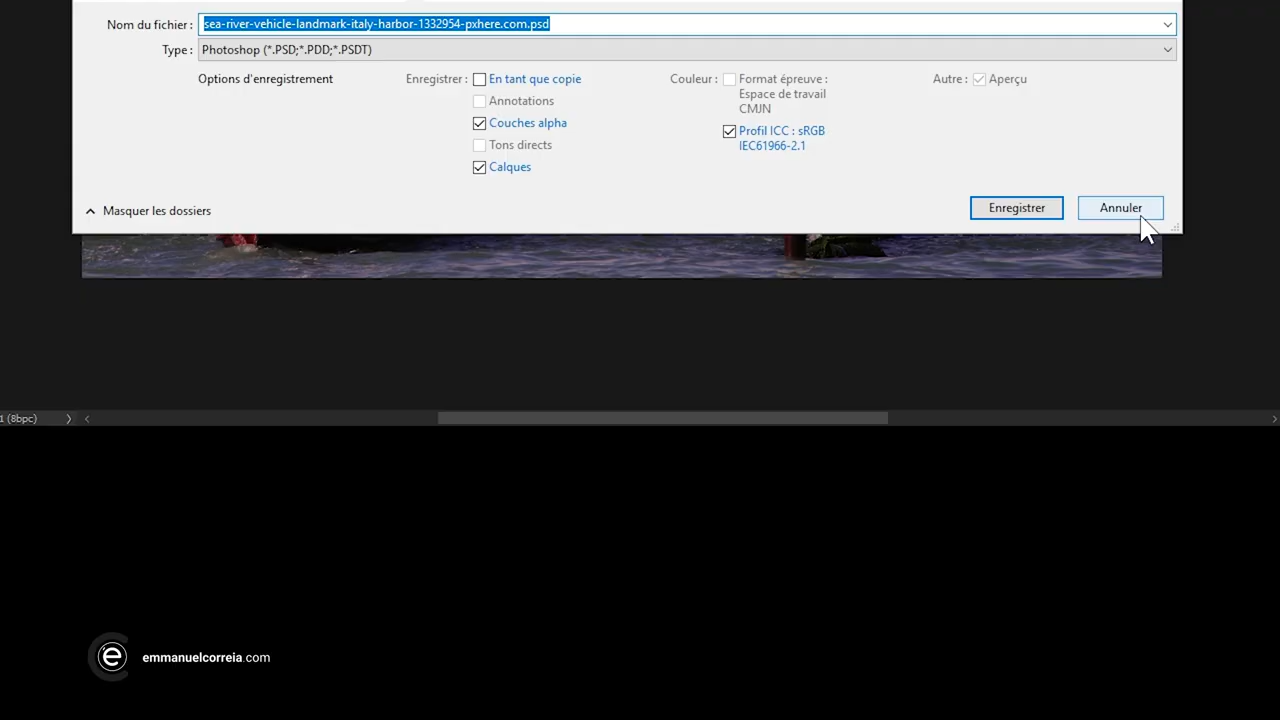 Nom du fichier : sea-river-vehicle-landmark-italy-harbor-1332954-pxhere.com.psd
Type : Photoshop (*.PSD;*.PDD;*.PSDT)
Options d'enregistrement
Enregistrer : En tant que copie
Annotations
Couches alpha
Tons directs
Calques
Couleur : Format épreuve :
Espace de travail
CMJN
Profil ICC : sRGB
IEC61966-2.1
Autre : Aperçu
Masquer les dossiers
Enregistrer
Annuler
1 (8bpc)
e emmanuelcorreia.com